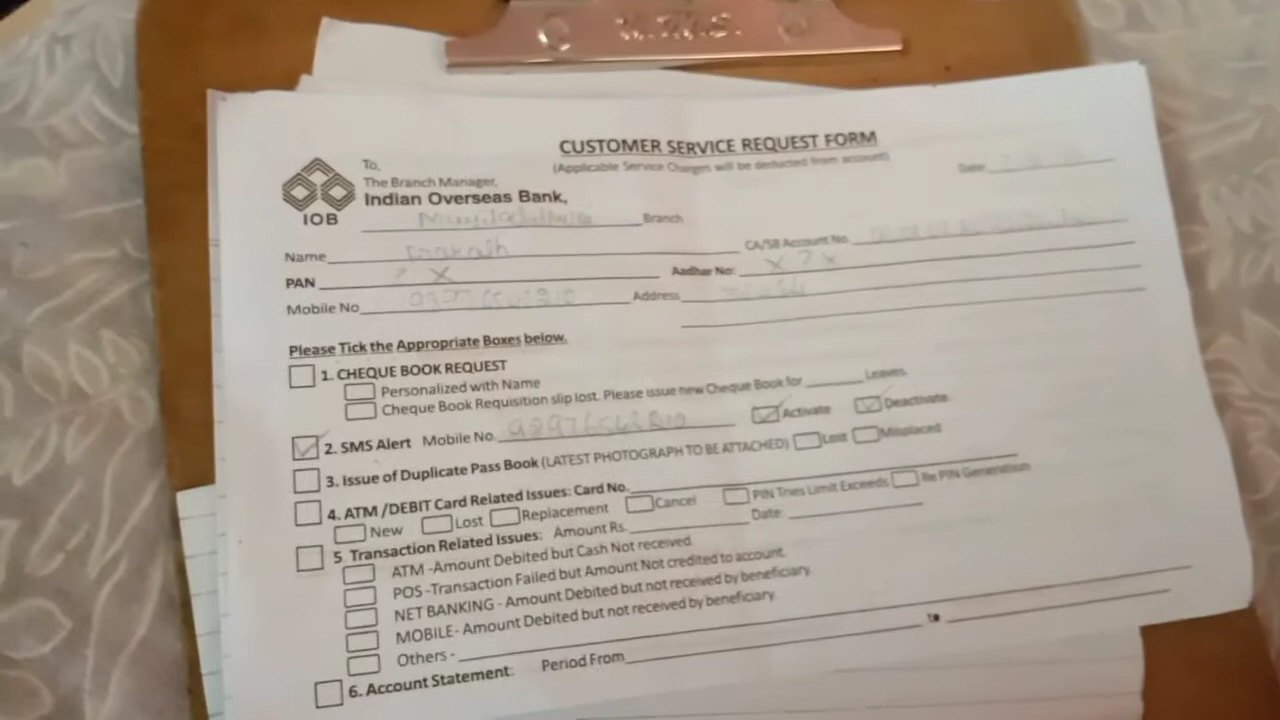 CUSTOMER SERVICE REQUEST FORM
(Applicable Service Charges will be deducted from account)
Date:
To,
The Branch Manager,
Indian Overseas Bank,
IOB
Branch
Name CA/SB Account No.
PAN ? X Aadhar No: X ? X
Mobile No Address
Please Tick the Appropriate Boxes below.
1. CHEQUE BOOK REQUEST
Personalized with Name
Cheque Book Requisition slip lost. Please issue new Cheque Book for Leaves.
2. SMS Alert Mobile No. Activate Deactivate
3. Issue of Duplicate Pass Book (LATEST PHOTOGRAPH TO BE ATTACHED) Lost Misplaced
4. ATM /DEBIT Card Related Issues: Card No.
New Lost Replacement Cancel PIN Tries Limit Exceeds Re PIN Generation
5 Transaction Related Issues: Amount Rs. Date:
ATM -Amount Debited but Cash Not received.
POS -Transaction Failed but Amount Not credited to account.
NET BANKING - Amount Debited but not received by beneficiary.
MOBILE- Amount Debited but not received by beneficiary.
Others -
6. Account Statement: Period From to